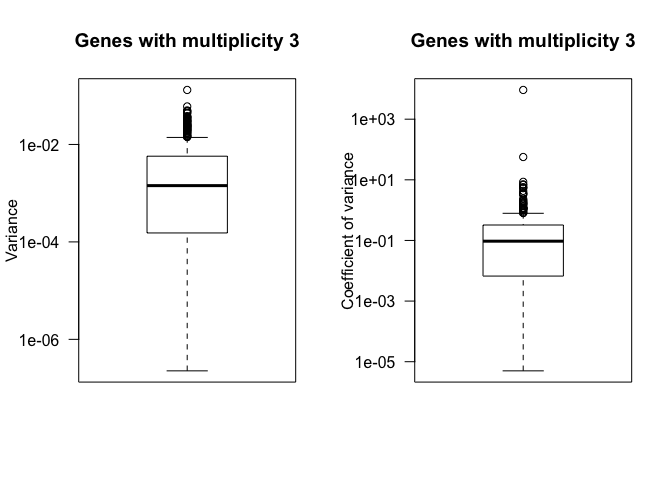 Genes with multiplicity 3
Variance
1e-02
1e-04
1e-06
Genes with multiplicity 3
Coefficient of variance
1e+03
1e+01
1e-01
1e-03
1e-05